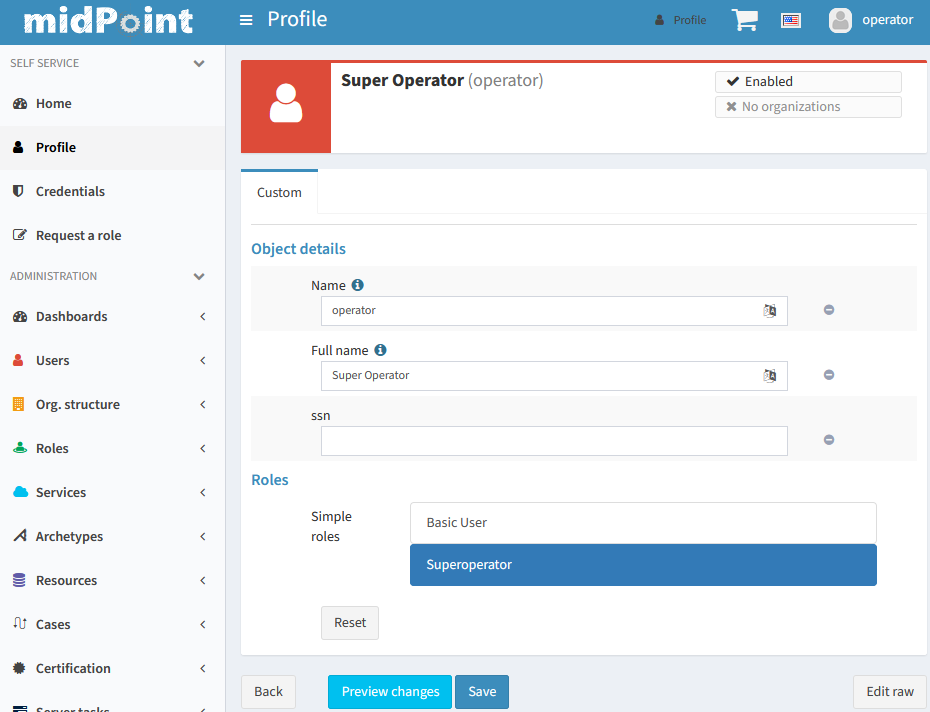 midPoint
Profile
Profile
operator
SELF SERVICE
Home
Profile
Credentials
Request a role
ADMINISTRATION
Dashboards
Users
Org. structure
Roles
Services
Archetypes
Resources
Cases
Certification
Server tasks
Super Operator (operator)
Enabled
No organizations
Custom
Object details
Name
operator
Full name
Super Operator
ssn
Roles
Simple
roles
Basic User
Superoperator
Reset
Back
Preview changes
Save
Edit raw